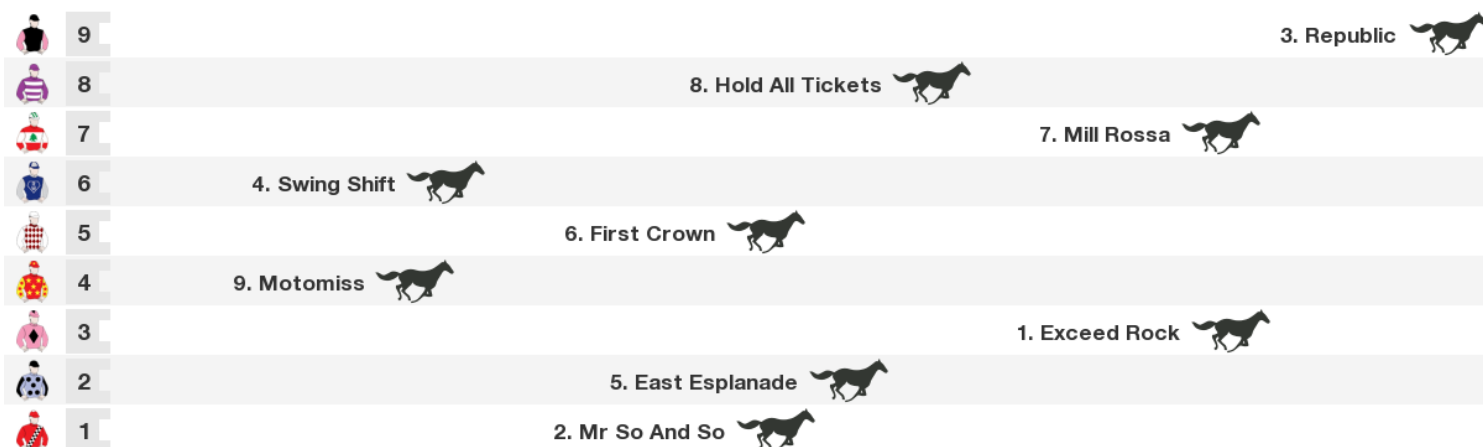 9 3. Republic
8 8. Hold All Tickets
7 7. Mill Rossa
6 4. Swing Shift
5 6. First Crown
4 9. Motomiss
3 1. Exceed Rock
2 5. East Esplanade
1 2. Mr So And So